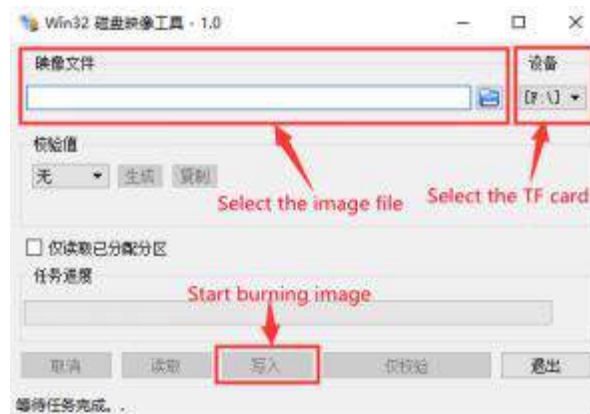 Win32 磁盘映像工具 - 1.0
映像文件
设备
[F:\]
校验值
无 生成 复制
Select the image file
Select the TF card
仅读取已分配分区
任务进度
Start burning image
取消 读取 写入 仅校验 退出
等待任务完成。.